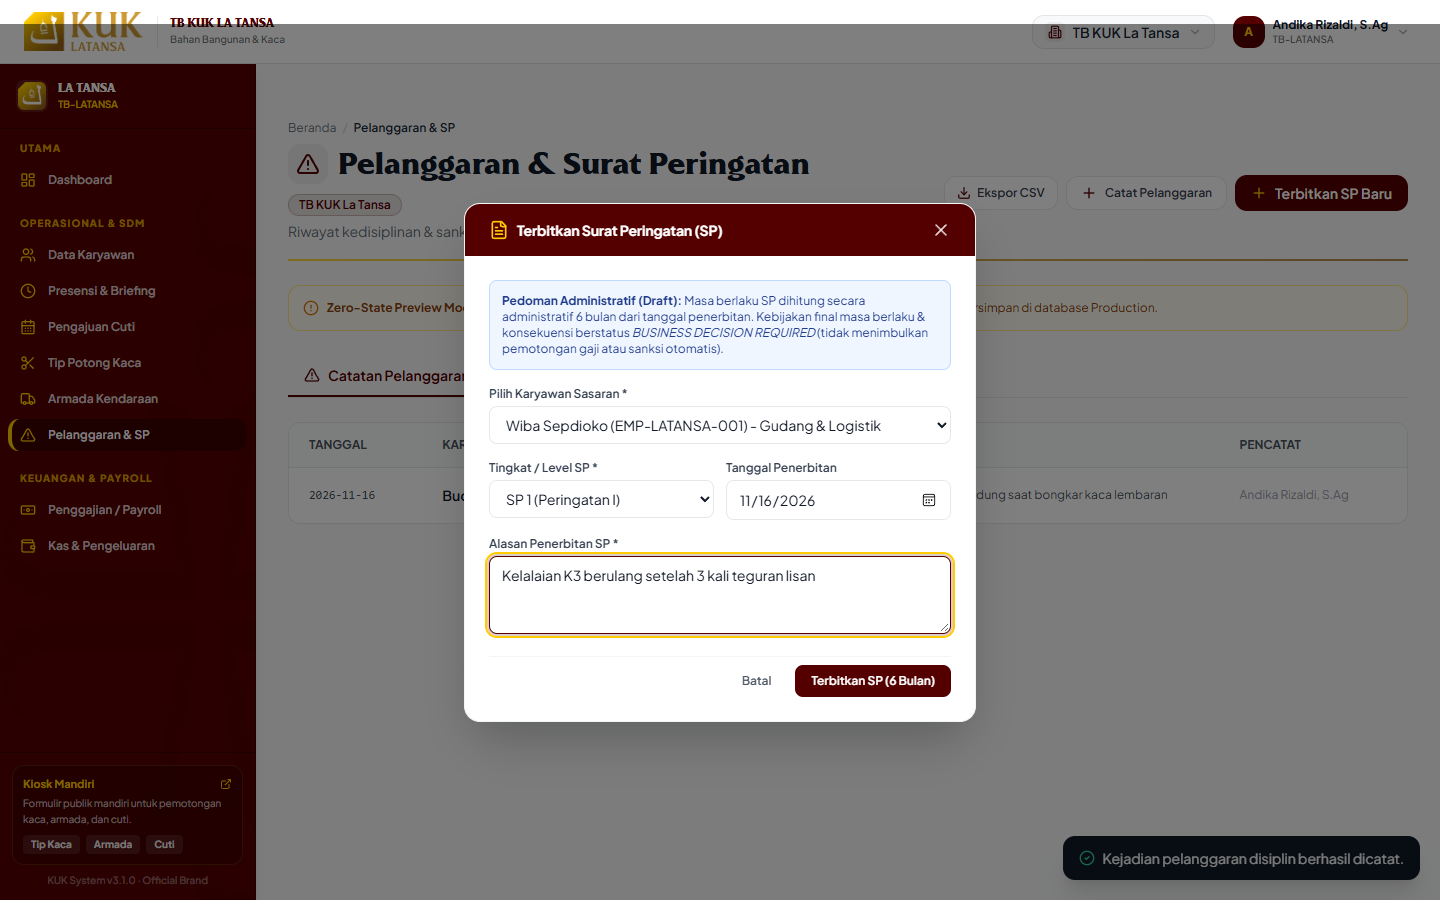 KUK
LATANSA
TB KUK LA TANSA
Bahan Bangunan & Kaca
TB KUK La Tansa
A
Andika Rizaldi, S.Ag
TB-LATANSA
LA TANSA
TB-LATANSA
UTAMA
Dashboard
OPERASIONAL & SDM
Data Karyawan
Presensi & Briefing
Pengajuan Cuti
Tip Potong Kaca
Armada Kendaraan
Pelanggaran & SP
KEUANGAN & PAYROLL
Penggajian / Payroll
Kas & Pengeluaran
Kiosk Mandiri
Formulir publik mandiri untuk pemotongan
kaca, armada, dan cuti.
Tip Kaca Armada Cuti
KUK System v3.1.0 · Official Brand
Beranda / Pelanggaran & SP
Pelanggaran & Surat Peringatan
TB KUK La Tansa
Riwayat kedisiplinan & sank
Ekspor CSV
Catat Pelanggaran
Terbitkan SP Baru
Zero-State Preview Mo
rsimpan di database Production.
Catatan Pelanggara
TANGGAL KAR PENCATAT
2026-11-16 Bu dung saat bongkar kaca lembaran Andika Rizaldi, S.Ag
Terbitkan Surat Peringatan (SP)
Pedoman Administratif (Draft): Masa berlaku SP dihitung secara
administratif 6 bulan dari tanggal penerbitan. Kebijakan final masa berlaku &
konsekuensi berstatus BUSINESS DECISION REQUIRED (tidak menimbulkan
pemotongan gaji atau sanksi otomatis).
Pilih Karyawan Sasaran *
Wiba Sepdioko (EMP-LATANSA-001) - Gudang & Logistik
Tingkat / Level SP *
SP 1 (Peringatan I)
Tanggal Penerbitan
11/16/2026
Alasan Penerbitan SP *
Kelalaian K3 berulang setelah 3 kali teguran lisan
Batal
Terbitkan SP (6 Bulan)
Kejadian pelanggaran disiplin berhasil dicatat.